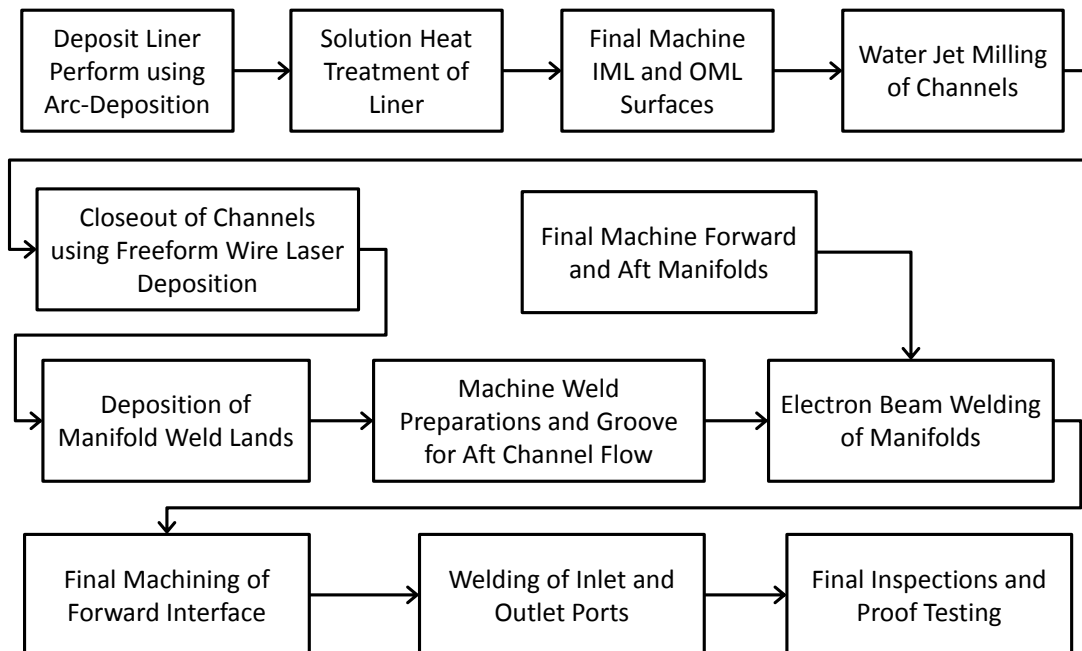 Deposit Liner
Perform using
Arc-Deposition
Solution Heat
Treatment of
Liner
Final Machine
IML and OML
Surfaces
Water Jet Milling
of Channels
Closeout of Channels
using Freeform Wire Laser
Deposition
Final Machine Forward
and Aft Manifolds
Deposition of
Manifold Weld Lands
Machine Weld
Preparations and Groove
for Aft Channel Flow
Electron Beam Welding
of Manifolds
Final Machining of
Forward Interface
Welding of Inlet and
Outlet Ports
Final Inspections and
Proof Testing